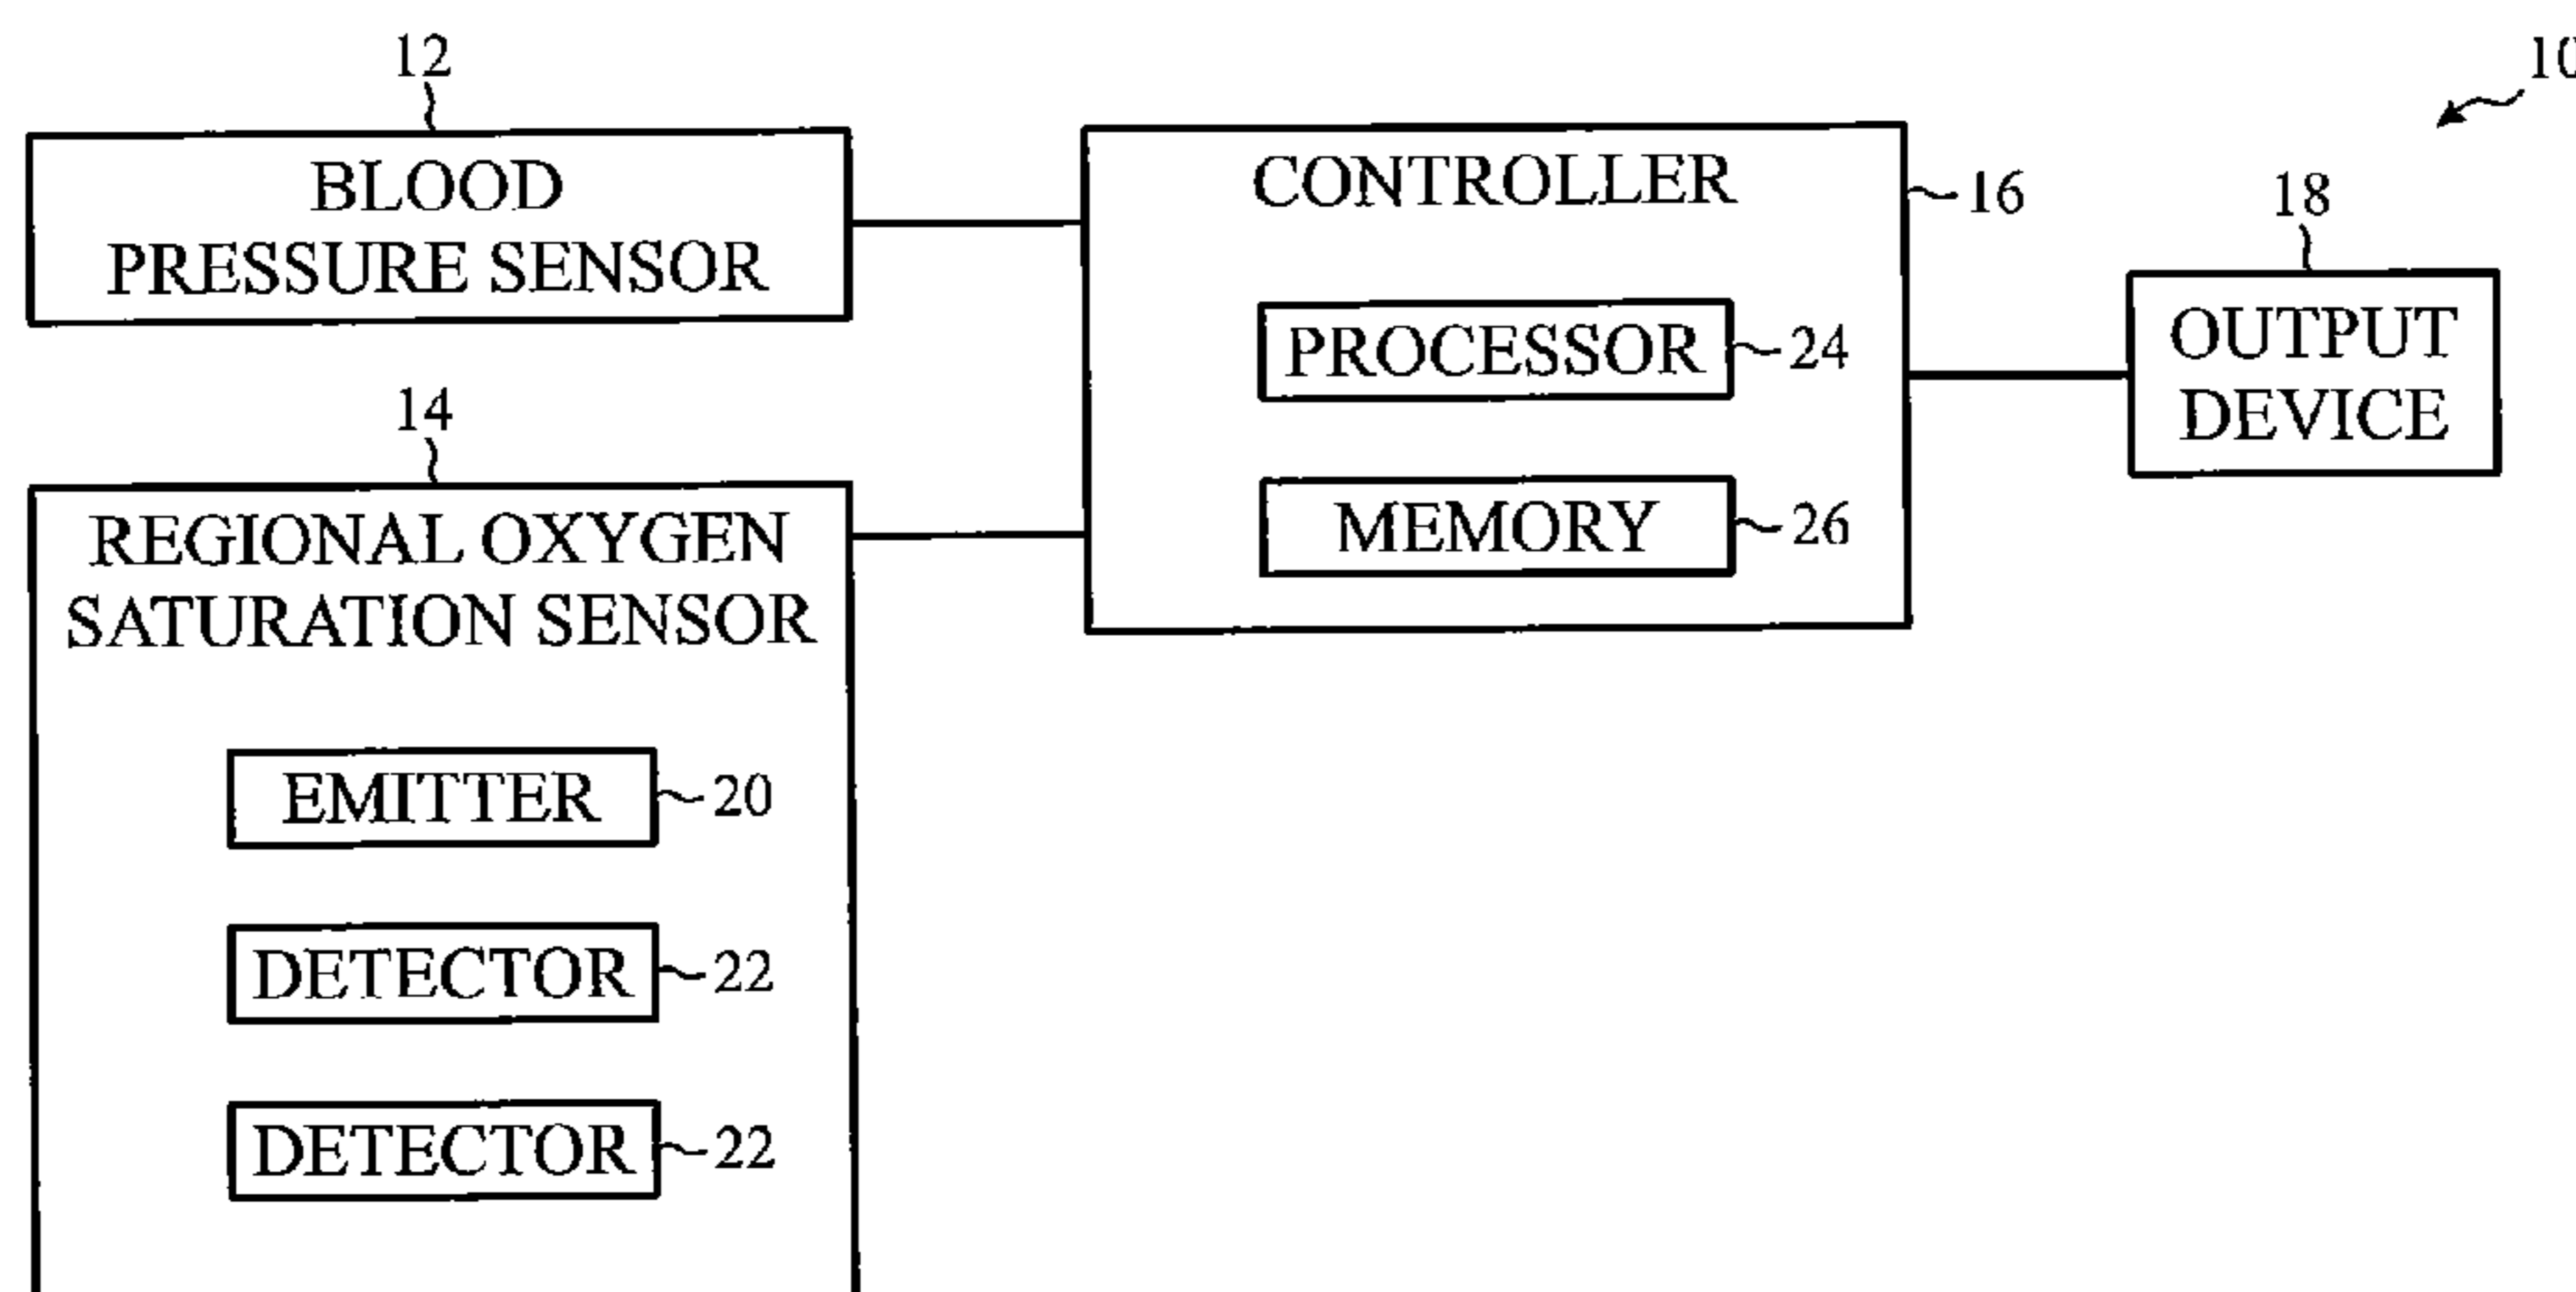 12
BLOOD
PRESSURE SENSOR
14
REGIONAL OXYGEN
SATURATION SENSOR
EMITTER
20
DETECTOR
22
DETECTOR
22
CONTROLLER
16
PROCESSOR
24
MEMORY
26
10
18
OUTPUT
DEVICE